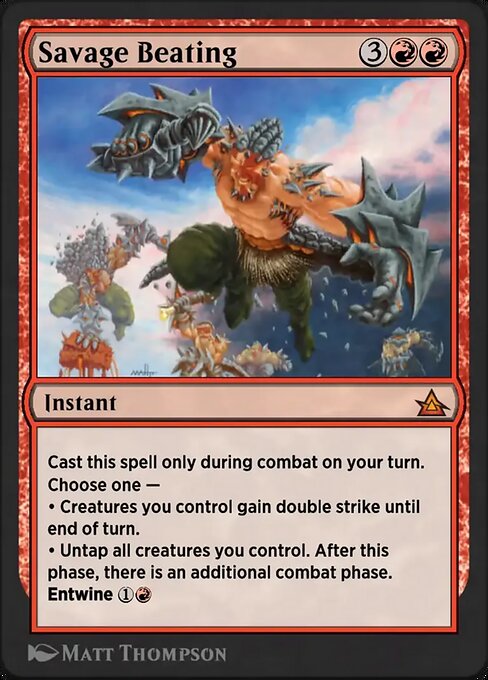 Savage Beating 3
Instant
Cast this spell only during combat on your turn.
Choose one —
• Creatures you control gain double strike until
end of turn.
• Untap all creatures you control. After this
phase, there is an additional combat phase.
Entwine 1
MATT THOMPSON